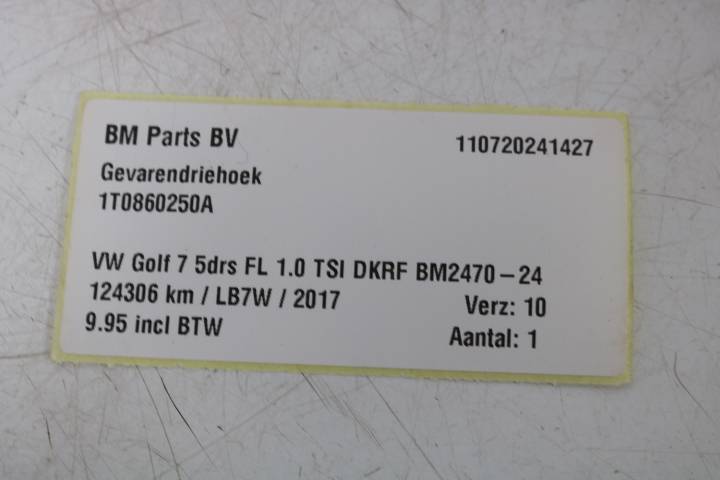 BM Parts BV 110720241427
Gevarendriehoek
1T0860250A
VW Golf 7 5drs FL 1.0 TSI DKRF BM2470-24
124306 km / LB7W / 2017 Verz: 10
9.95 incl BTW Aantal: 1